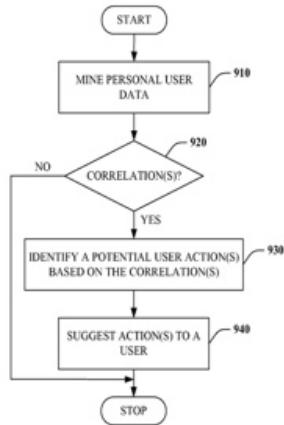 START
MINE PERSONAL USER
DATA
910
920
CORRELATION(S)?
NO
YES
IDENTIFY A POTENTIAL USER ACTION(S)
BASED ON THE CORRELATION(S)
930
SUGGEST ACTION(S) TO A
USER
940
STOP